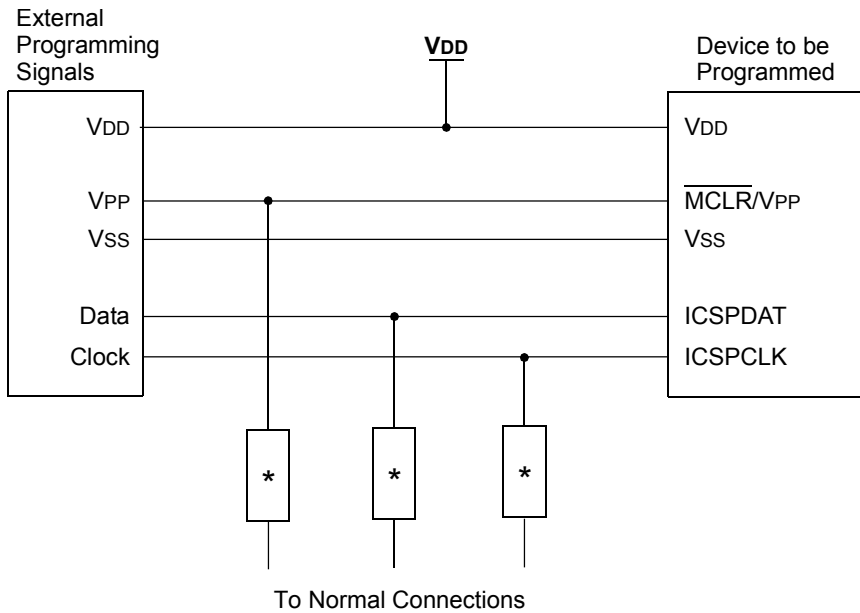 External
Programming
Signals
VDD
Device to be
Programmed
VDD
VDD
VPP
MCLR/VPP
VSS
VSS
Data
ICSPDAT
Clock
ICSPCLK
*
*
*
To Normal Connections